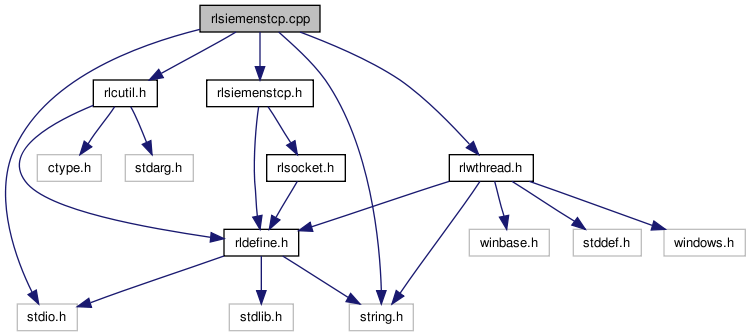 rlsiemenstcp.cpp
rlcutil.h
rlsiemenstcp.h
ctype.h
stdarg.h
rlsocket.h
rlwthread.h
rldefine.h
winbase.h
stddef.h
windows.h
stdio.h
stdlib.h
string.h